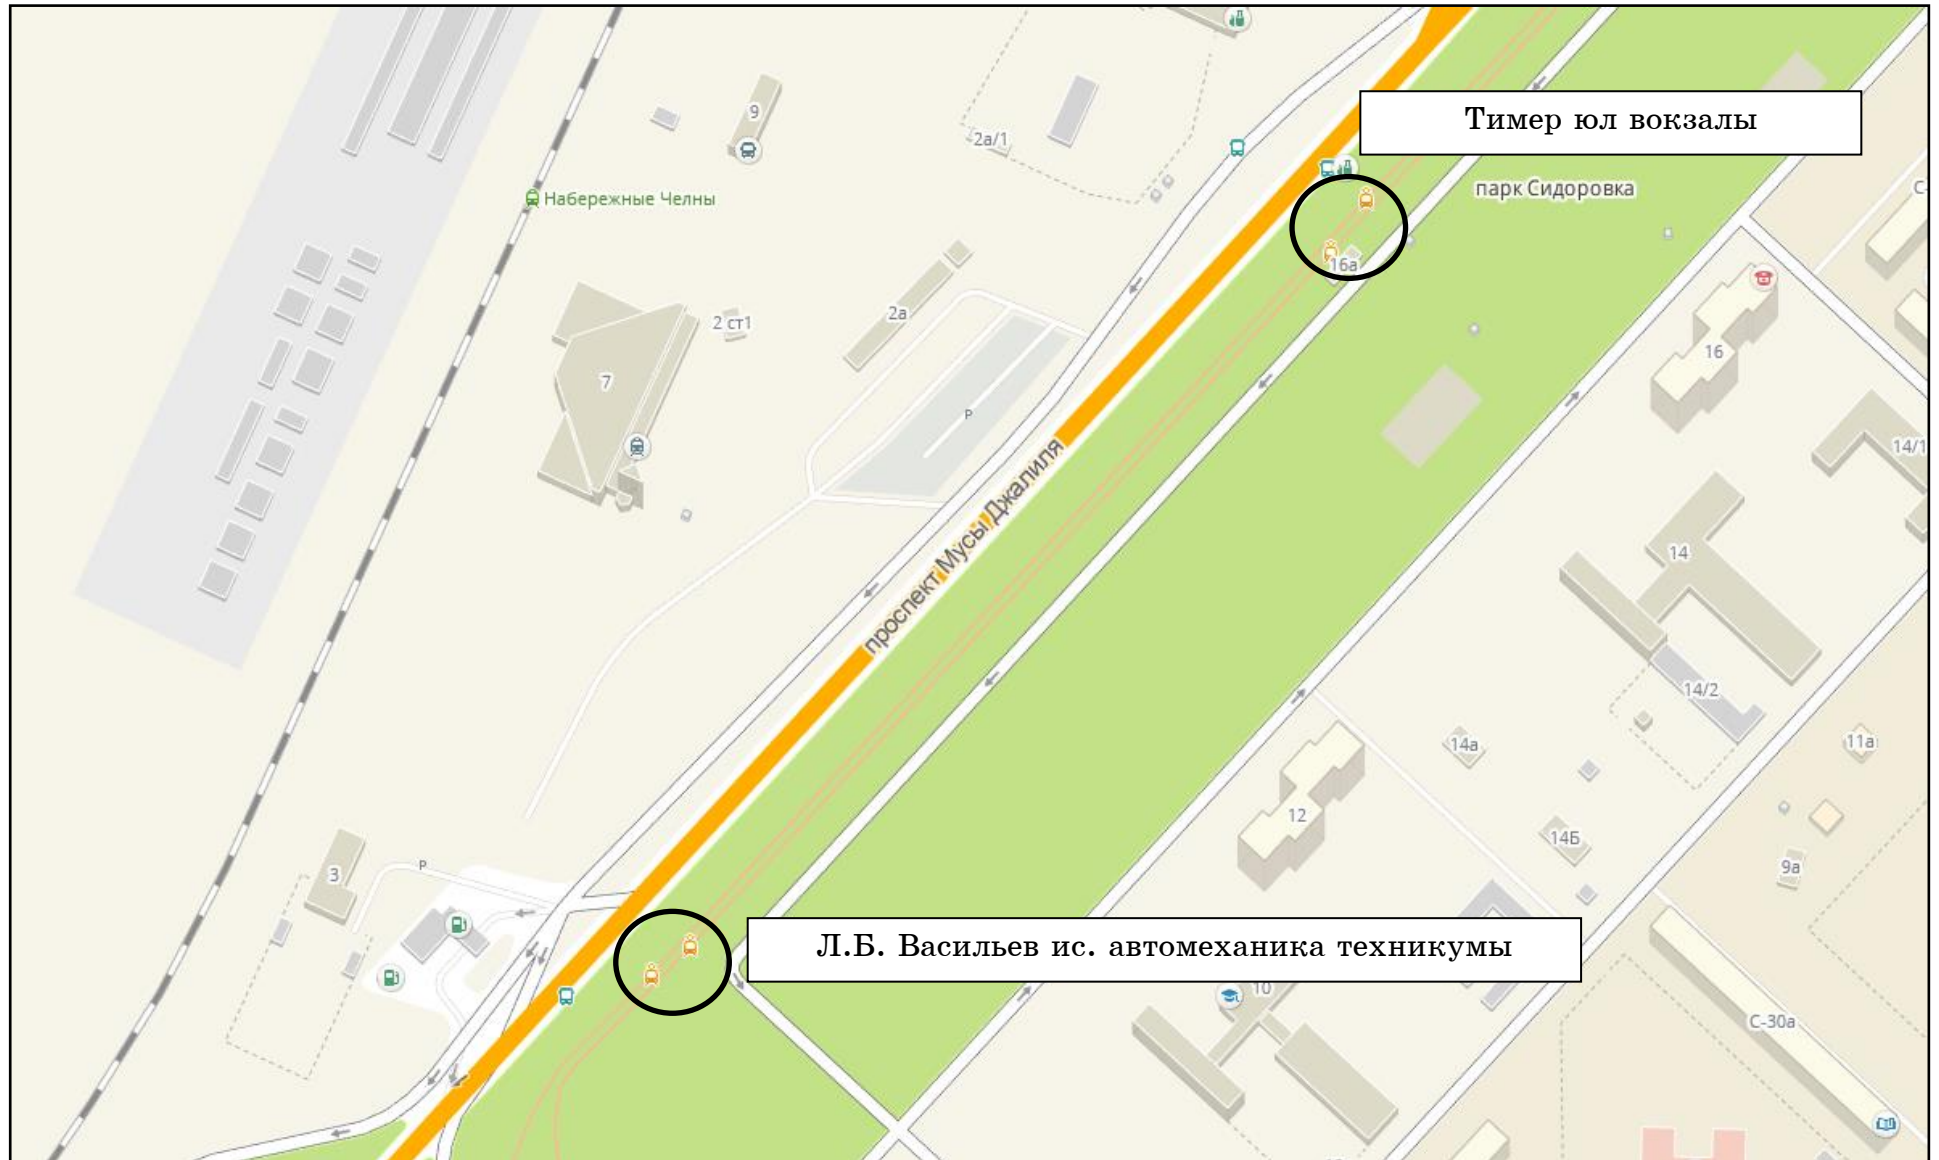 9
2а/1
Тимер юл вокзалы
Набережные Челны
парк Сидоровка
16а
2а
2 ст1
7
16
P
14/1
проспект Мусы Джалиля
14
14/2
14а
11а
12
14Б
9а
3
P
Л.Б. Васильев ис. автомеханика техникумы
10
С-30а